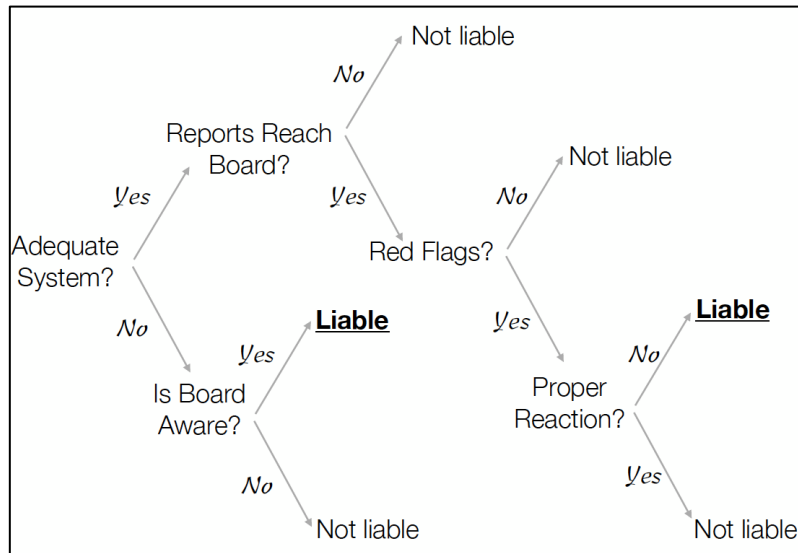 Not liable
No
Reports Reach
Board?
Not liable
Yes
Yes
No
Adequate
System?
Red Flags?
No
Liable
Yes
Liable
Yes
No
Is Board
Aware?
Proper
Reaction?
No
Yes
Not liable
Not liable